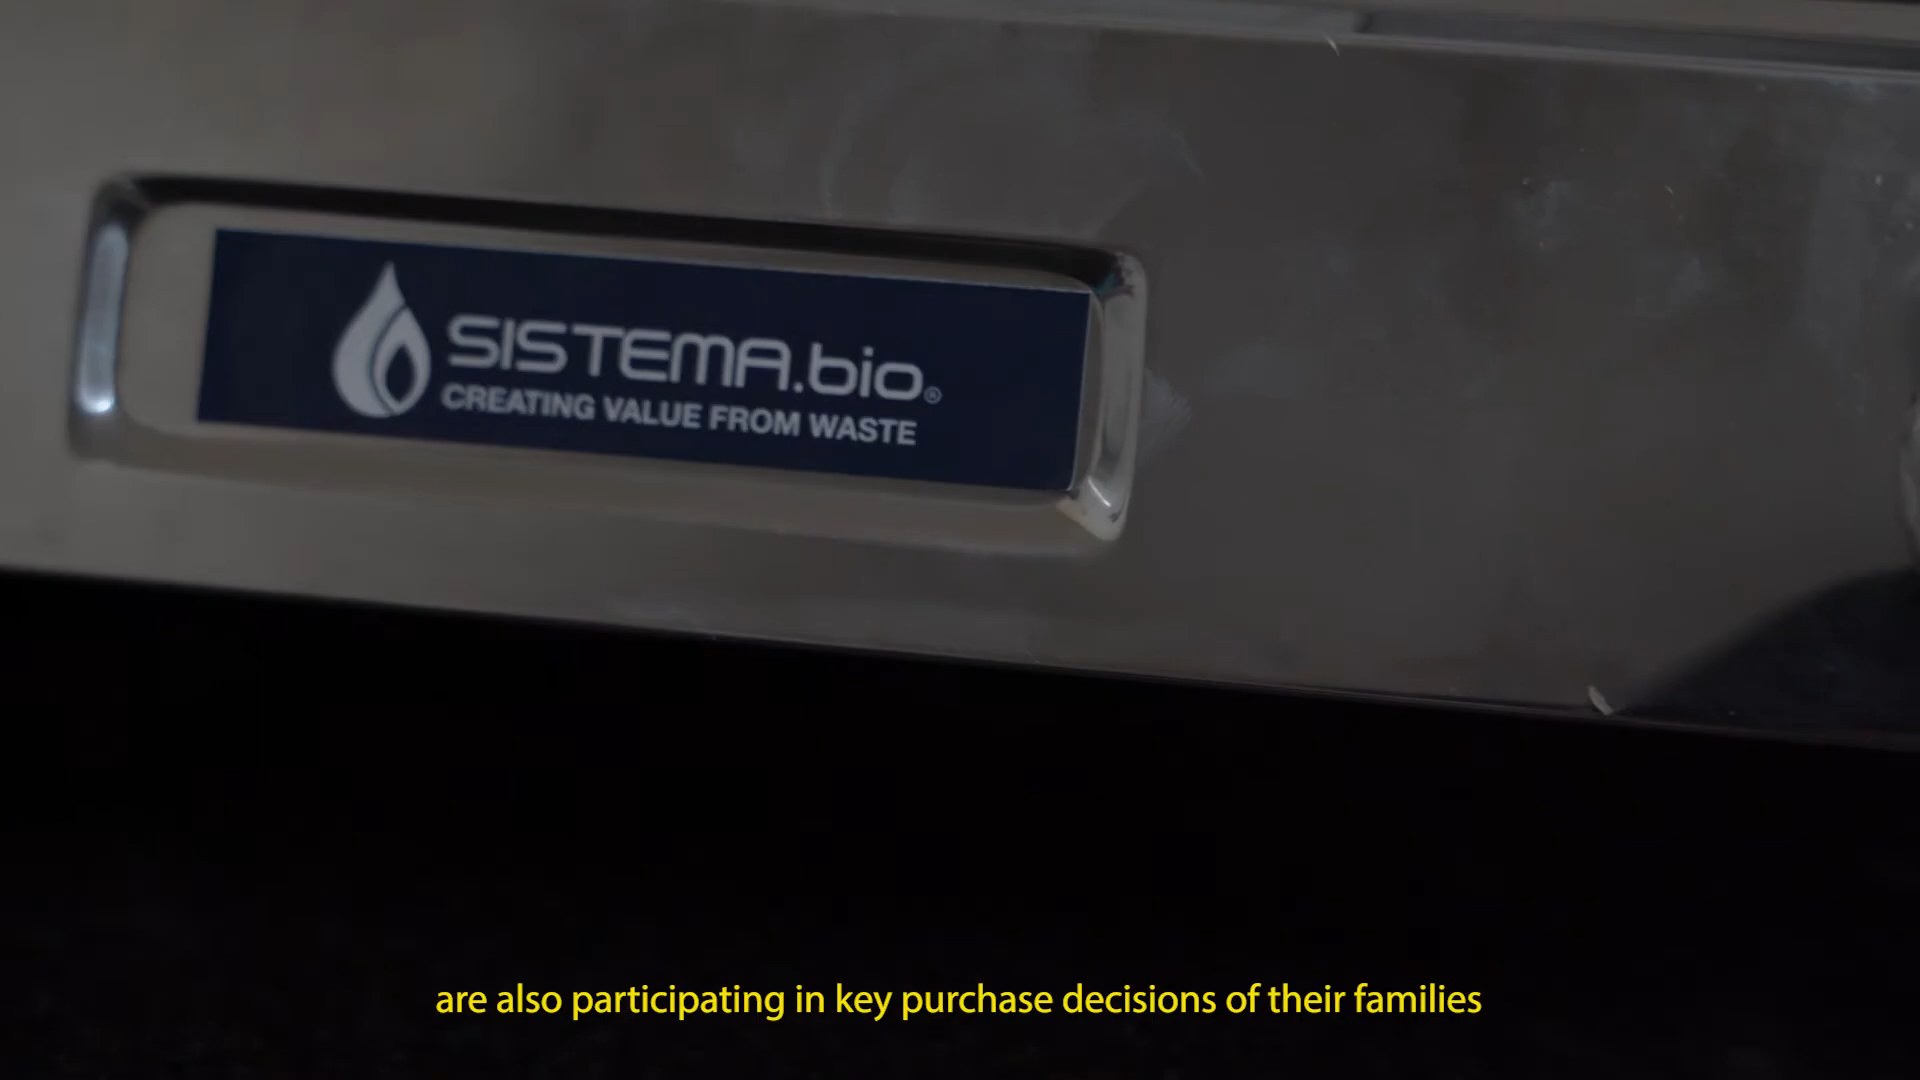 SISTEMA.bio®
CREATING VALUE FROM WASTE
are also participating in key purchase decisions of their families